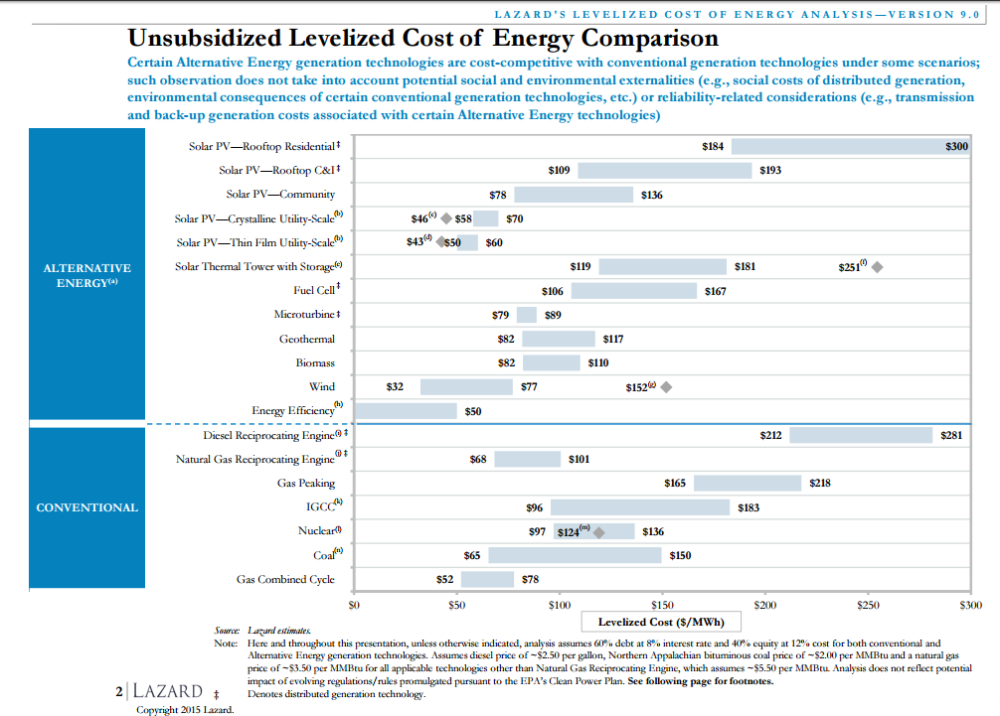 LAZARD'S LEVELIZED COST OF ENERGY ANALYSIS—VERSION 9.0
Unsubsidized Levelized Cost of Energy Comparison
Certain Alternative Energy generation technologies are cost-competitive with conventional generation technologies under some scenarios;
such observation does not take into account potential social and environmental externalities (e.g., social costs of distributed generation,
environmental consequences of certain conventional generation technologies, etc.) or reliability-related considerations (e.g., transmission
and back-up generation costs associated with certain Alternative Energy technologies)
ALTERNATIVE
ENERGY(a)
Solar PV—Rooftop Residential‡ $184 $300
Solar PV—Rooftop C&I‡ $109 $193
Solar PV—Community $78 $136
Solar PV—Crystalline Utility-Scale(b) $46(c) $58 $70
Solar PV—Thin Film Utility-Scale(b) $43(d) $50 $60
Solar Thermal Tower with Storage(e) $119 $181 $251(f)
Fuel Cell‡ $106 $167
Microturbine‡ $79 $89
Geothermal $82 $117
Biomass $82 $110
Wind $32 $77 $152(g)
Energy Efficiency(h) $50
CONVENTIONAL
Diesel Reciprocating Engine(i) ‡ $212 $281
Natural Gas Reciprocating Engine(j) ‡ $68 $101
Gas Peaking $165 $218
IGCC(k) $96 $183
Nuclear(l) $97 $124(m) $136
Coal(n) $65 $150
Gas Combined Cycle $52 $78
$0 $50 $100 $150 $200 $250 $300
Levelized Cost ($/MWh)
Source: Lazard estimates.
Note: Here and throughout this presentation, unless otherwise indicated, analysis assumes 60% debt at 8% interest rate and 40% equity at 12% cost for both conventional and
Alternative Energy generation technologies. Assumes diesel price of ~$2.50 per gallon, Northern Appalachian bituminous coal price of ~$2.00 per MMBtu and a natural gas
price of ~$3.50 per MMBtu for all applicable technologies other than Natural Gas Reciprocating Engine, which assumes ~$5.50 per MMBtu. Analysis does not reflect potential
impact of evolving regulations/rules promulgated pursuant to the EPA's Clean Power Plan. See following page for footnotes.
‡ Denotes distributed generation technology.
2 LAZARD
Copyright 2015 Lazard.